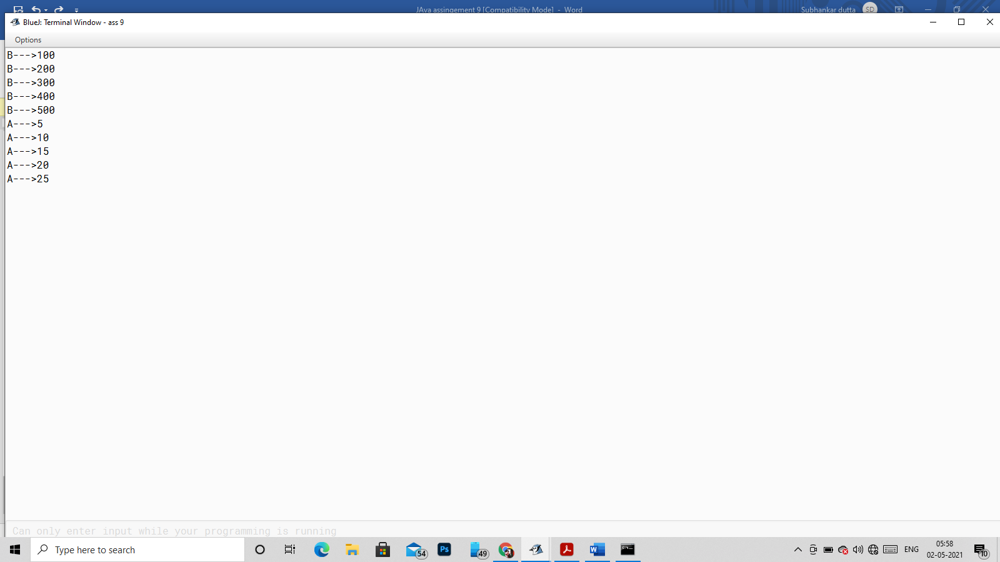 JAva assingement 9 [Compatibility Mode] - Word
Subhankar dutta
SD
BlueJ: Terminal Window - ass 9
Options
B--->100
B--->200
B--->300
B--->400
B--->500
A--->5
A--->10
A--->15
A--->20
A--->25
Can only enter input while your programming is running
Type here to search
54
Ps
49
W
ENG
05:58
02-05-2021
10